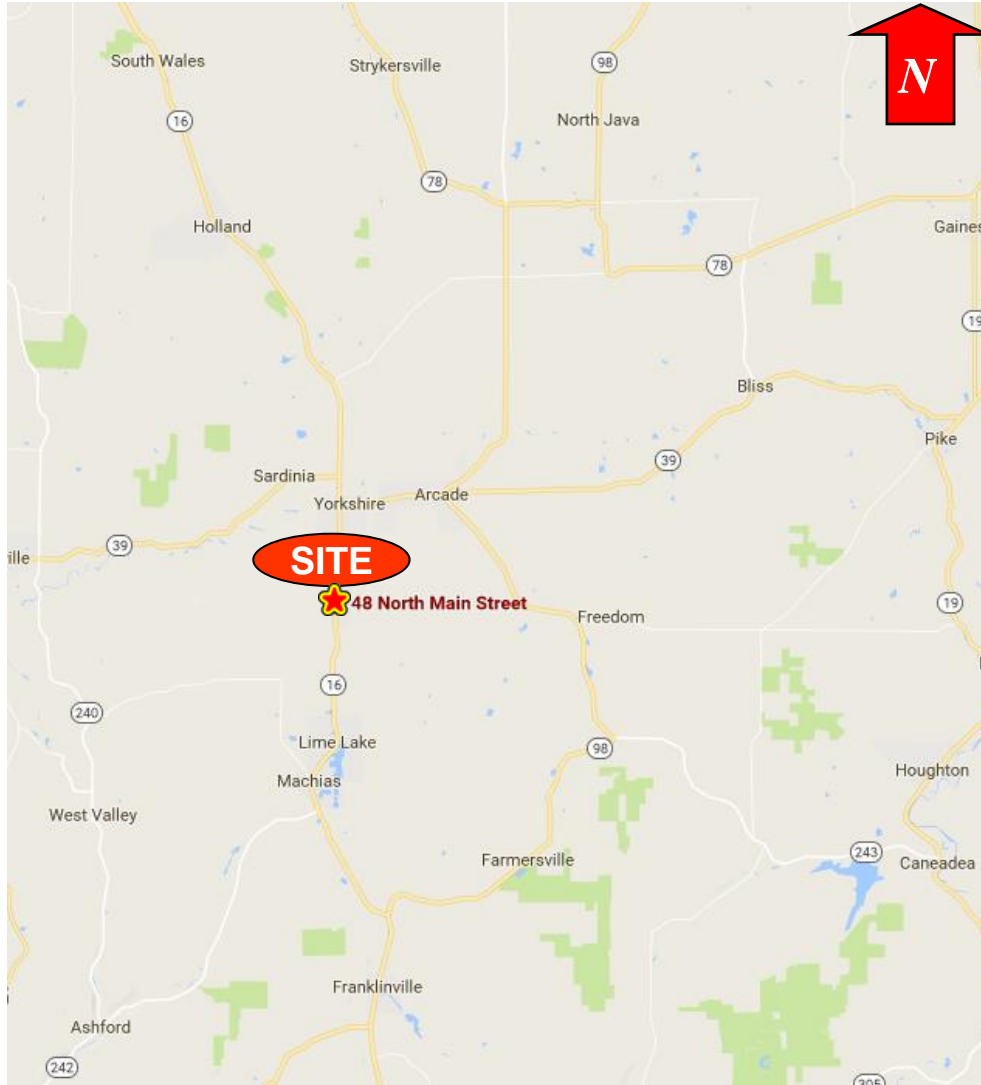 South Wales
Strykersville
98
N
16
North Java
78
Holland
Gaines
78
19
Bliss
Pike
39
Sardinia
Yorkshire
Arcade
39
ville
SITE
48 North Main Street
19
Freedom
16
240
Lime Lake
98
Machias
Houghton
West Valley
243
Farmersville
Caneadea
Franklinville
Ashford
242
305